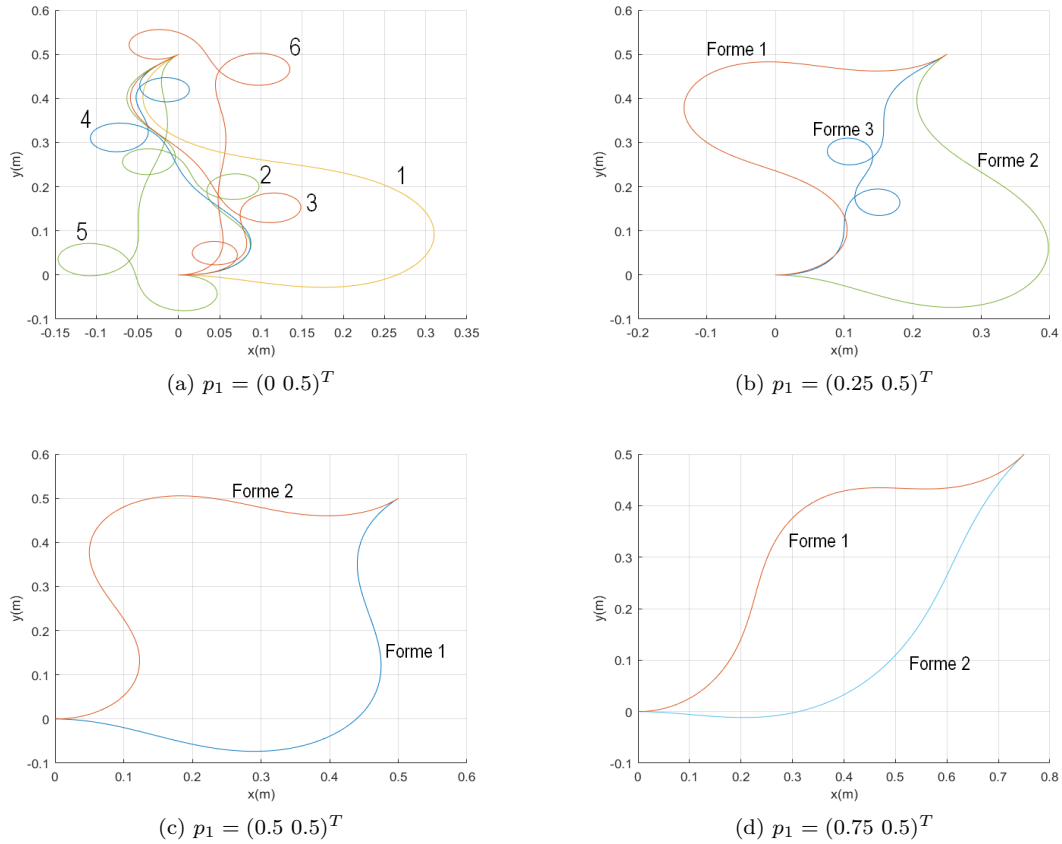 0.6
0.5
0.4
0.3
0.2
0.1
0
-0.1
y(m)
6
4
1
2
3
5
-0.15 -0.1 -0.05 0 0.05 0.1 0.15 0.2 0.25 0.3 0.35
x(m)
(a) p₁ = (0 0.5)ᵀ
0.6
0.5
0.4
0.3
0.2
0.1
0
-0.1
y(m)
Forme 1
Forme 3
Forme 2
-0.2 -0.1 0 0.1 0.2 0.3 0.4
x(m)
(b) p₁ = (0.25 0.5)ᵀ
0.6
0.5
0.4
0.3
0.2
0.1
0
-0.1
y(m)
Forme 2
Forme 1
0 0.1 0.2 0.3 0.4 0.5 0.6
x(m)
(c) p₁ = (0.5 0.5)ᵀ
0.5
0.4
0.3
0.2
0.1
0
-0.1
y(m)
Forme 1
Forme 2
0 0.1 0.2 0.3 0.4 0.5 0.6 0.7 0.8
x(m)
(d) p₁ = (0.75 0.5)ᵀ